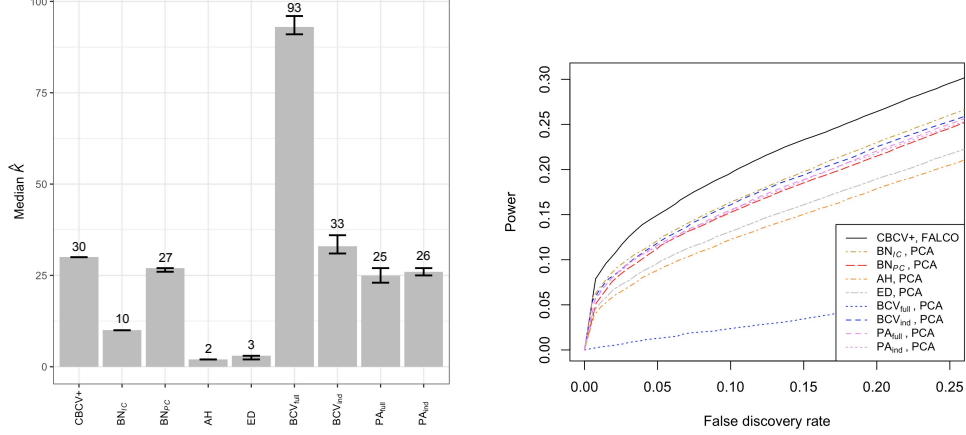 Median K̂
100
75
50
25
0
30
10
27
2
3
93
33
25
26
CBCV+
BN_IC
BN_PC
AH
ED
BCV_full
BCV_ind
PA_full
PA_ind
Power
0.30
0.25
0.20
0.15
0.10
0.05
0.00
CBCV+, FALCO
BN_IC , PCA
BN_PC , PCA
AH, PCA
ED, PCA
BCV_full , PCA
BCV_ind , PCA
PA_full , PCA
PA_ind , PCA
0.00 0.05 0.10 0.15 0.20 0.25
False discovery rate